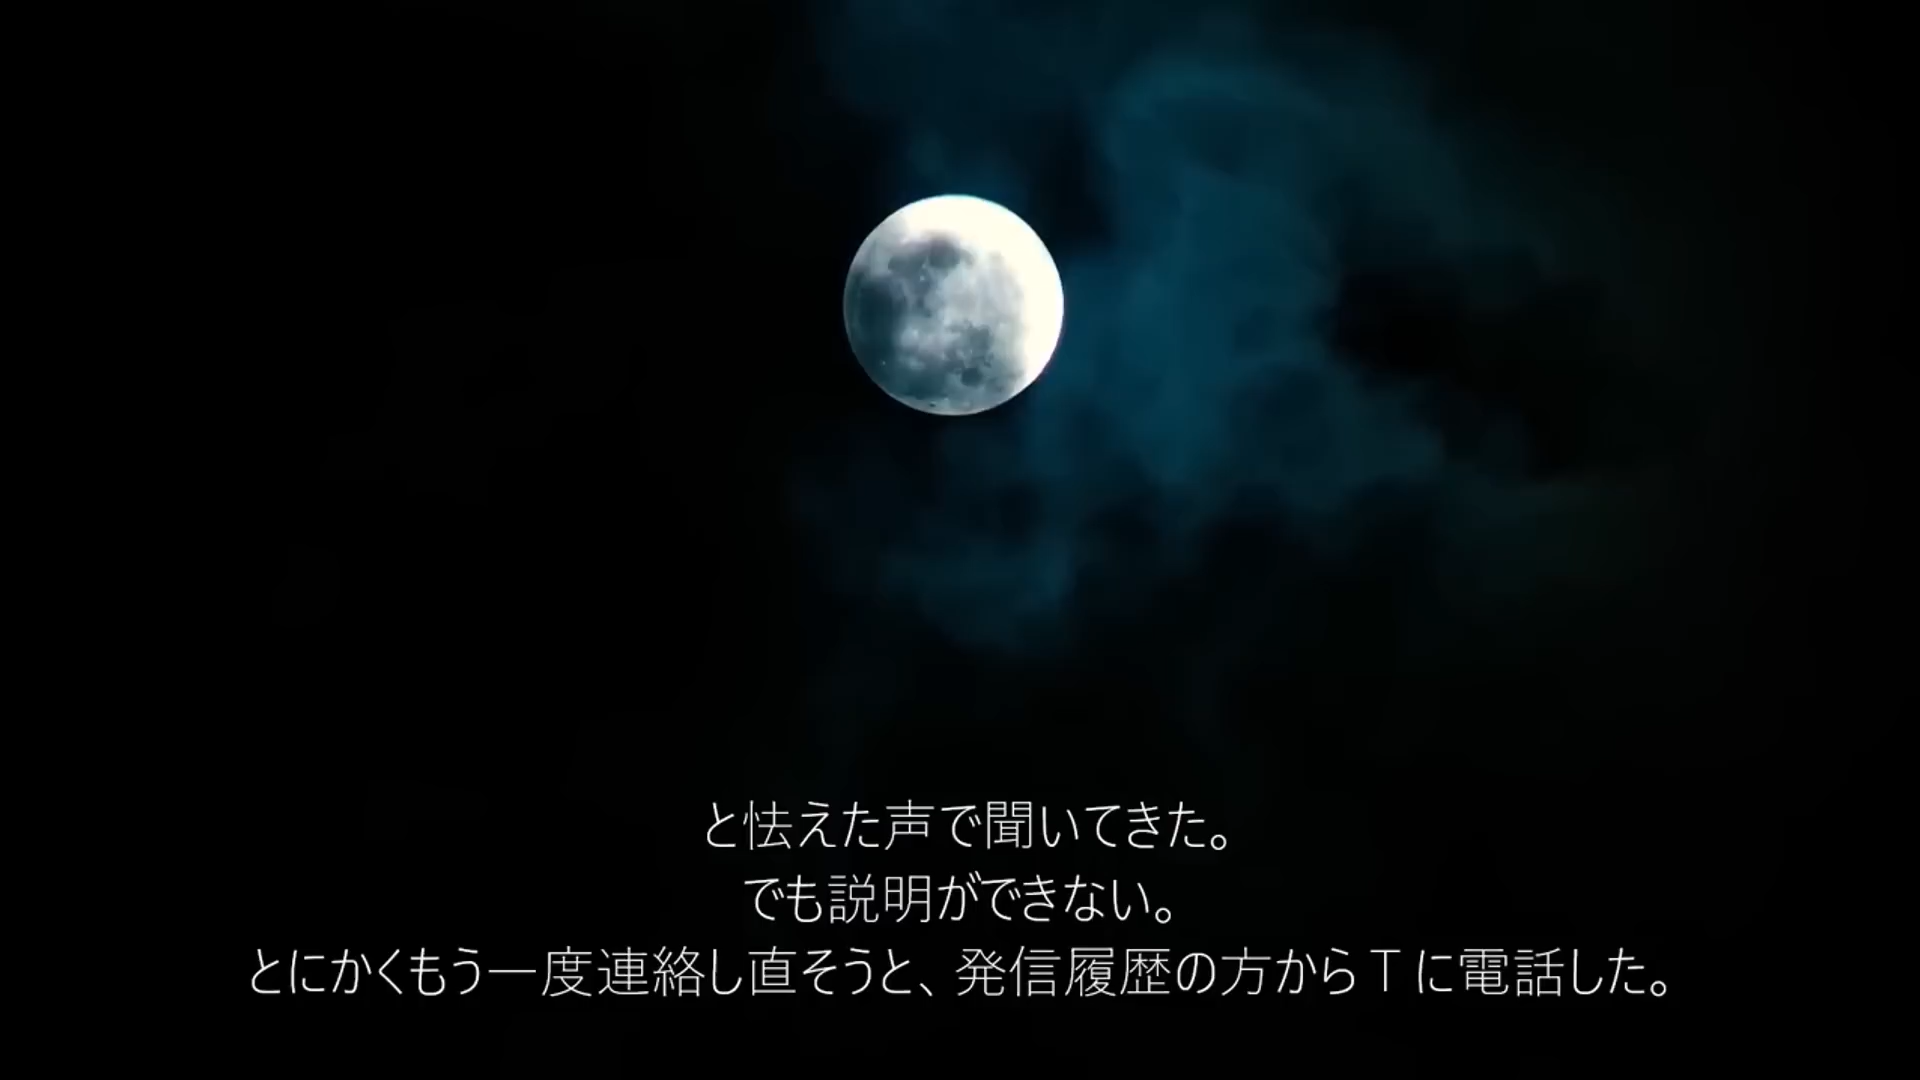 と怯えた声で聞いてきた。
でも説明ができない。
とにかくもう一度連絡し直そうと、発信履歴の方からＴに電話した。